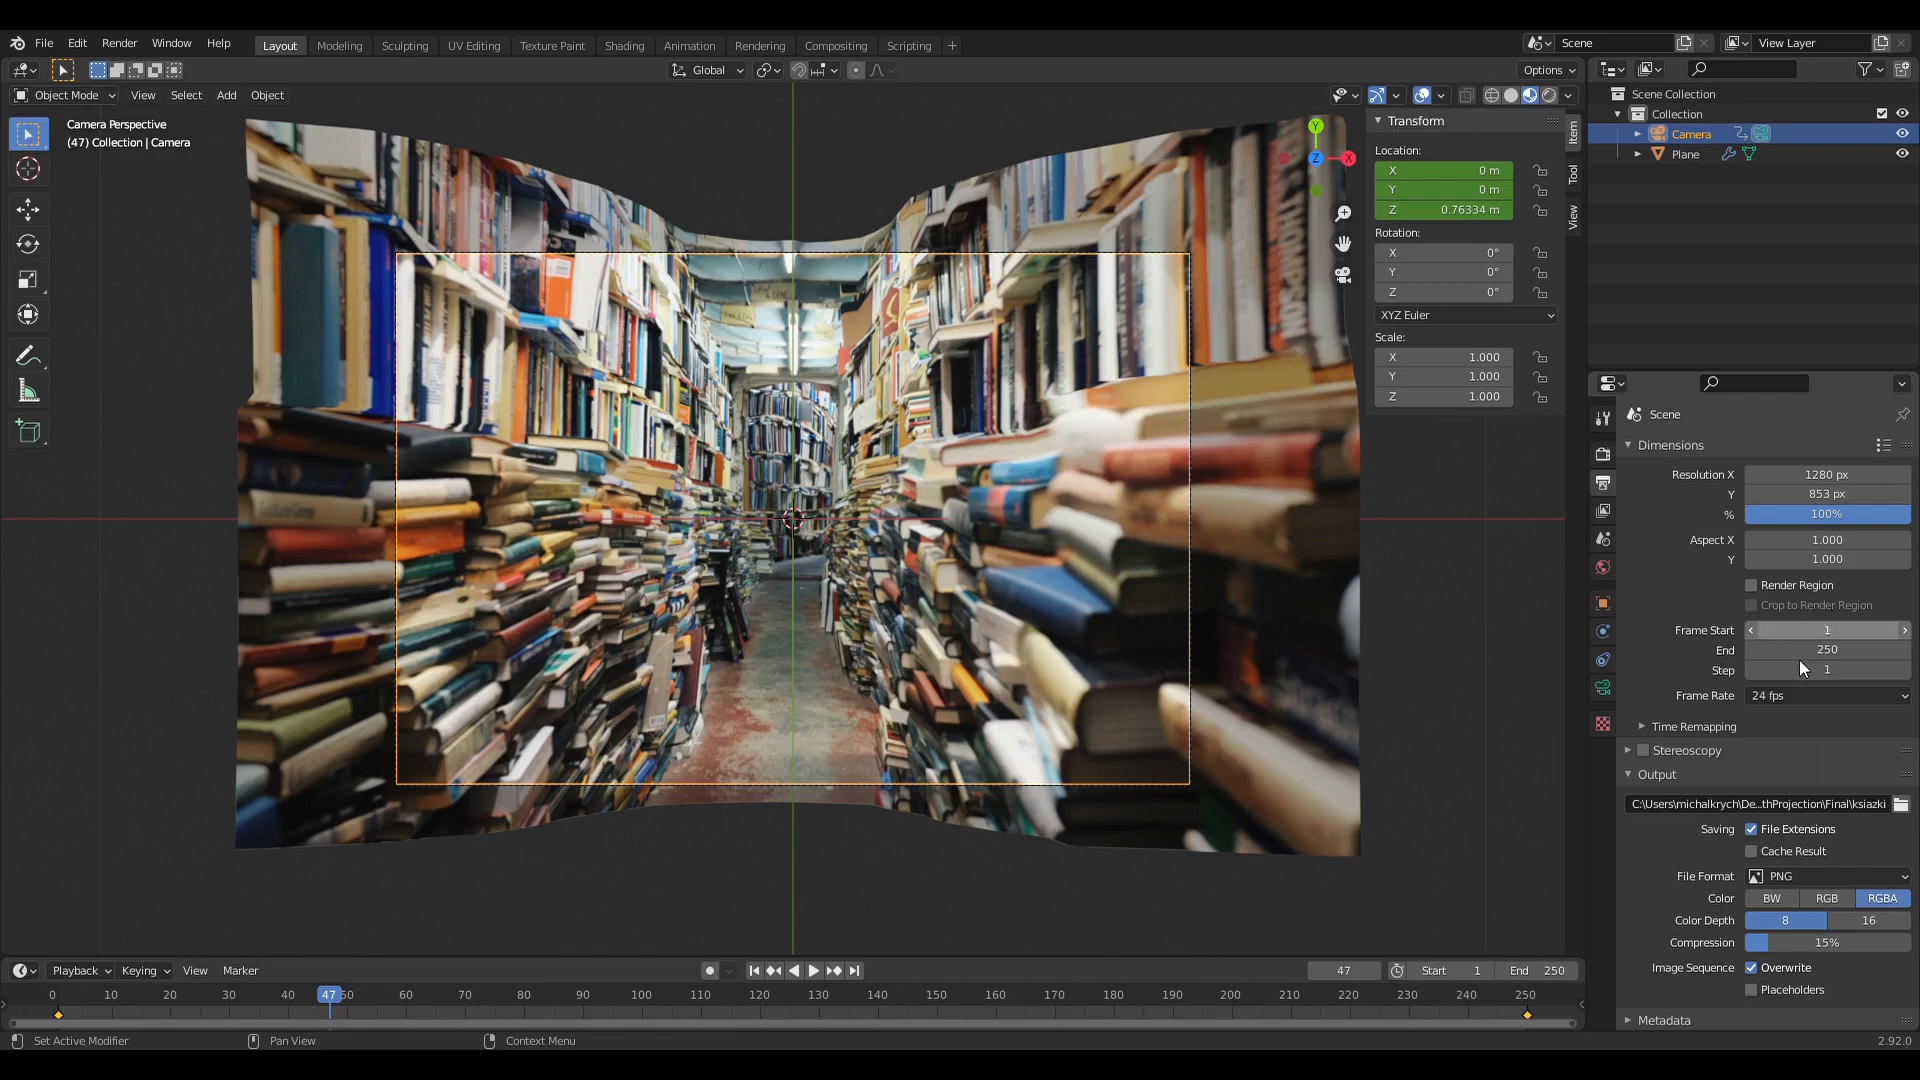 File Edit Render Window Help
Layout Modeling Sculpting UV Editing Texture Paint Shading Animation Rendering Compositing Scripting +
Scene
View Layer
Global
Options
Object Mode View Select Add Object
Camera Perspective
(47) Collection | Camera
Y
Z X
Transform
Location:
X 0 m
Y 0 m
Z 0.76334 m
Rotation:
X 0°
Y 0°
Z 0°
XYZ Euler
Scale:
X 1.000
Y 1.000
Z 1.000
Item
Tool
View
Scene Collection
Collection
Camera
Plane
Scene
Dimensions
Resolution X 1280 px
Y 853 px
% 100%
Aspect X 1.000
Y 1.000
Render Region
Crop to Render Region
Frame Start 1
End 250
Step 1
Frame Rate 24 fps
Time Remapping
Stereoscopy
Output
C:\Users\michalkrych\De...thProjection\Final\ksiazki
Saving File Extensions
Cache Result
File Format PNG
Color BW RGB RGBA
Color Depth 8 16
Compression 15%
Image Sequence Overwrite
Placeholders
Metadata
Playback Keying View Marker
47 Start 1 End 250
0 10 20 30 40 47 50 60 70 80 90 100 110 120 130 140 150 160 170 180 190 200 210 220 230 240 250
Set Active Modifier Pan View Context Menu
2.92.0